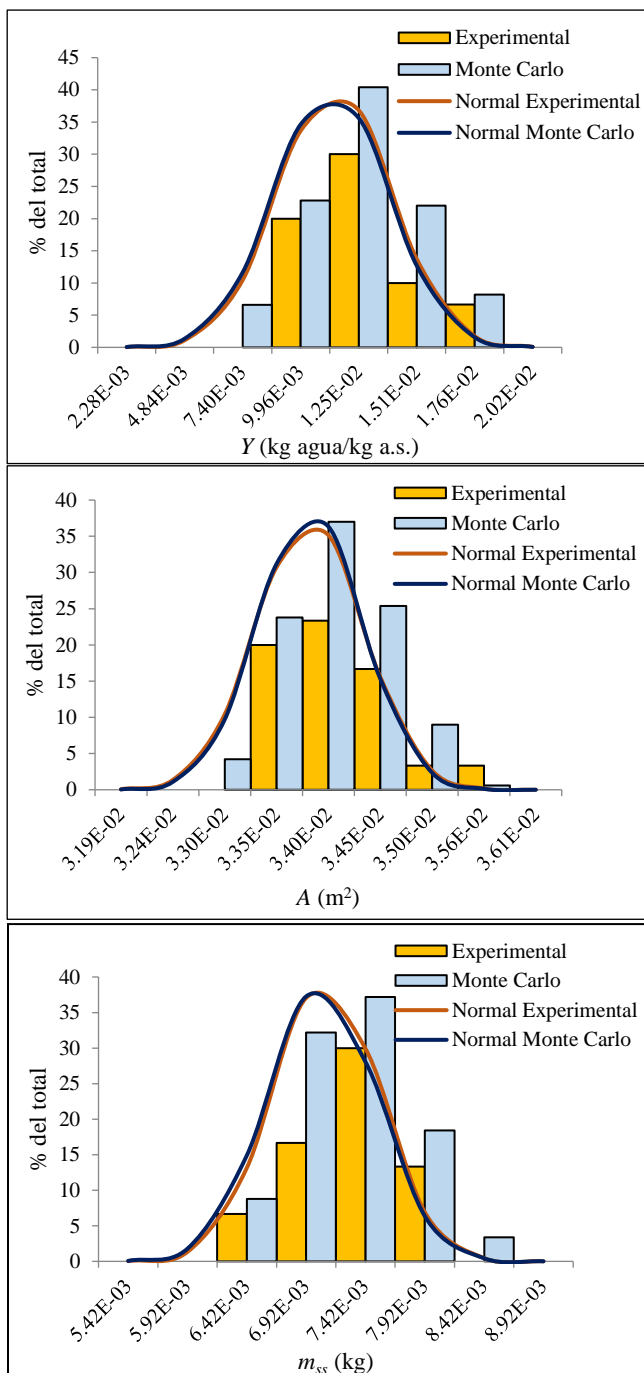 45
40
35
30
25
20
15
10
5
0
% del total
Experimental
Monte Carlo
Normal Experimental
Normal Monte Carlo
2.28E-03
4.84E-03
7.40E-03
9.96E-03
1.25E-02
1.51E-02
1.76E-02
2.02E-02
Y (kg agua/kg a.s.)
40
35
30
25
20
15
10
5
0
% del total
Experimental
Monte Carlo
Normal Experimental
Normal Monte Carlo
3.19E-02
3.24E-02
3.30E-02
3.35E-02
3.40E-02
3.45E-02
3.50E-02
3.56E-02
3.61E-02
A (m²)
40
35
30
25
20
15
10
5
0
% del total
Experimental
Monte Carlo
Normal Experimental
Normal Monte Carlo
5.42E-03
5.92E-03
6.42E-03
6.92E-03
7.42E-03
7.92E-03
8.42E-03
8.92E-03
mss (kg)